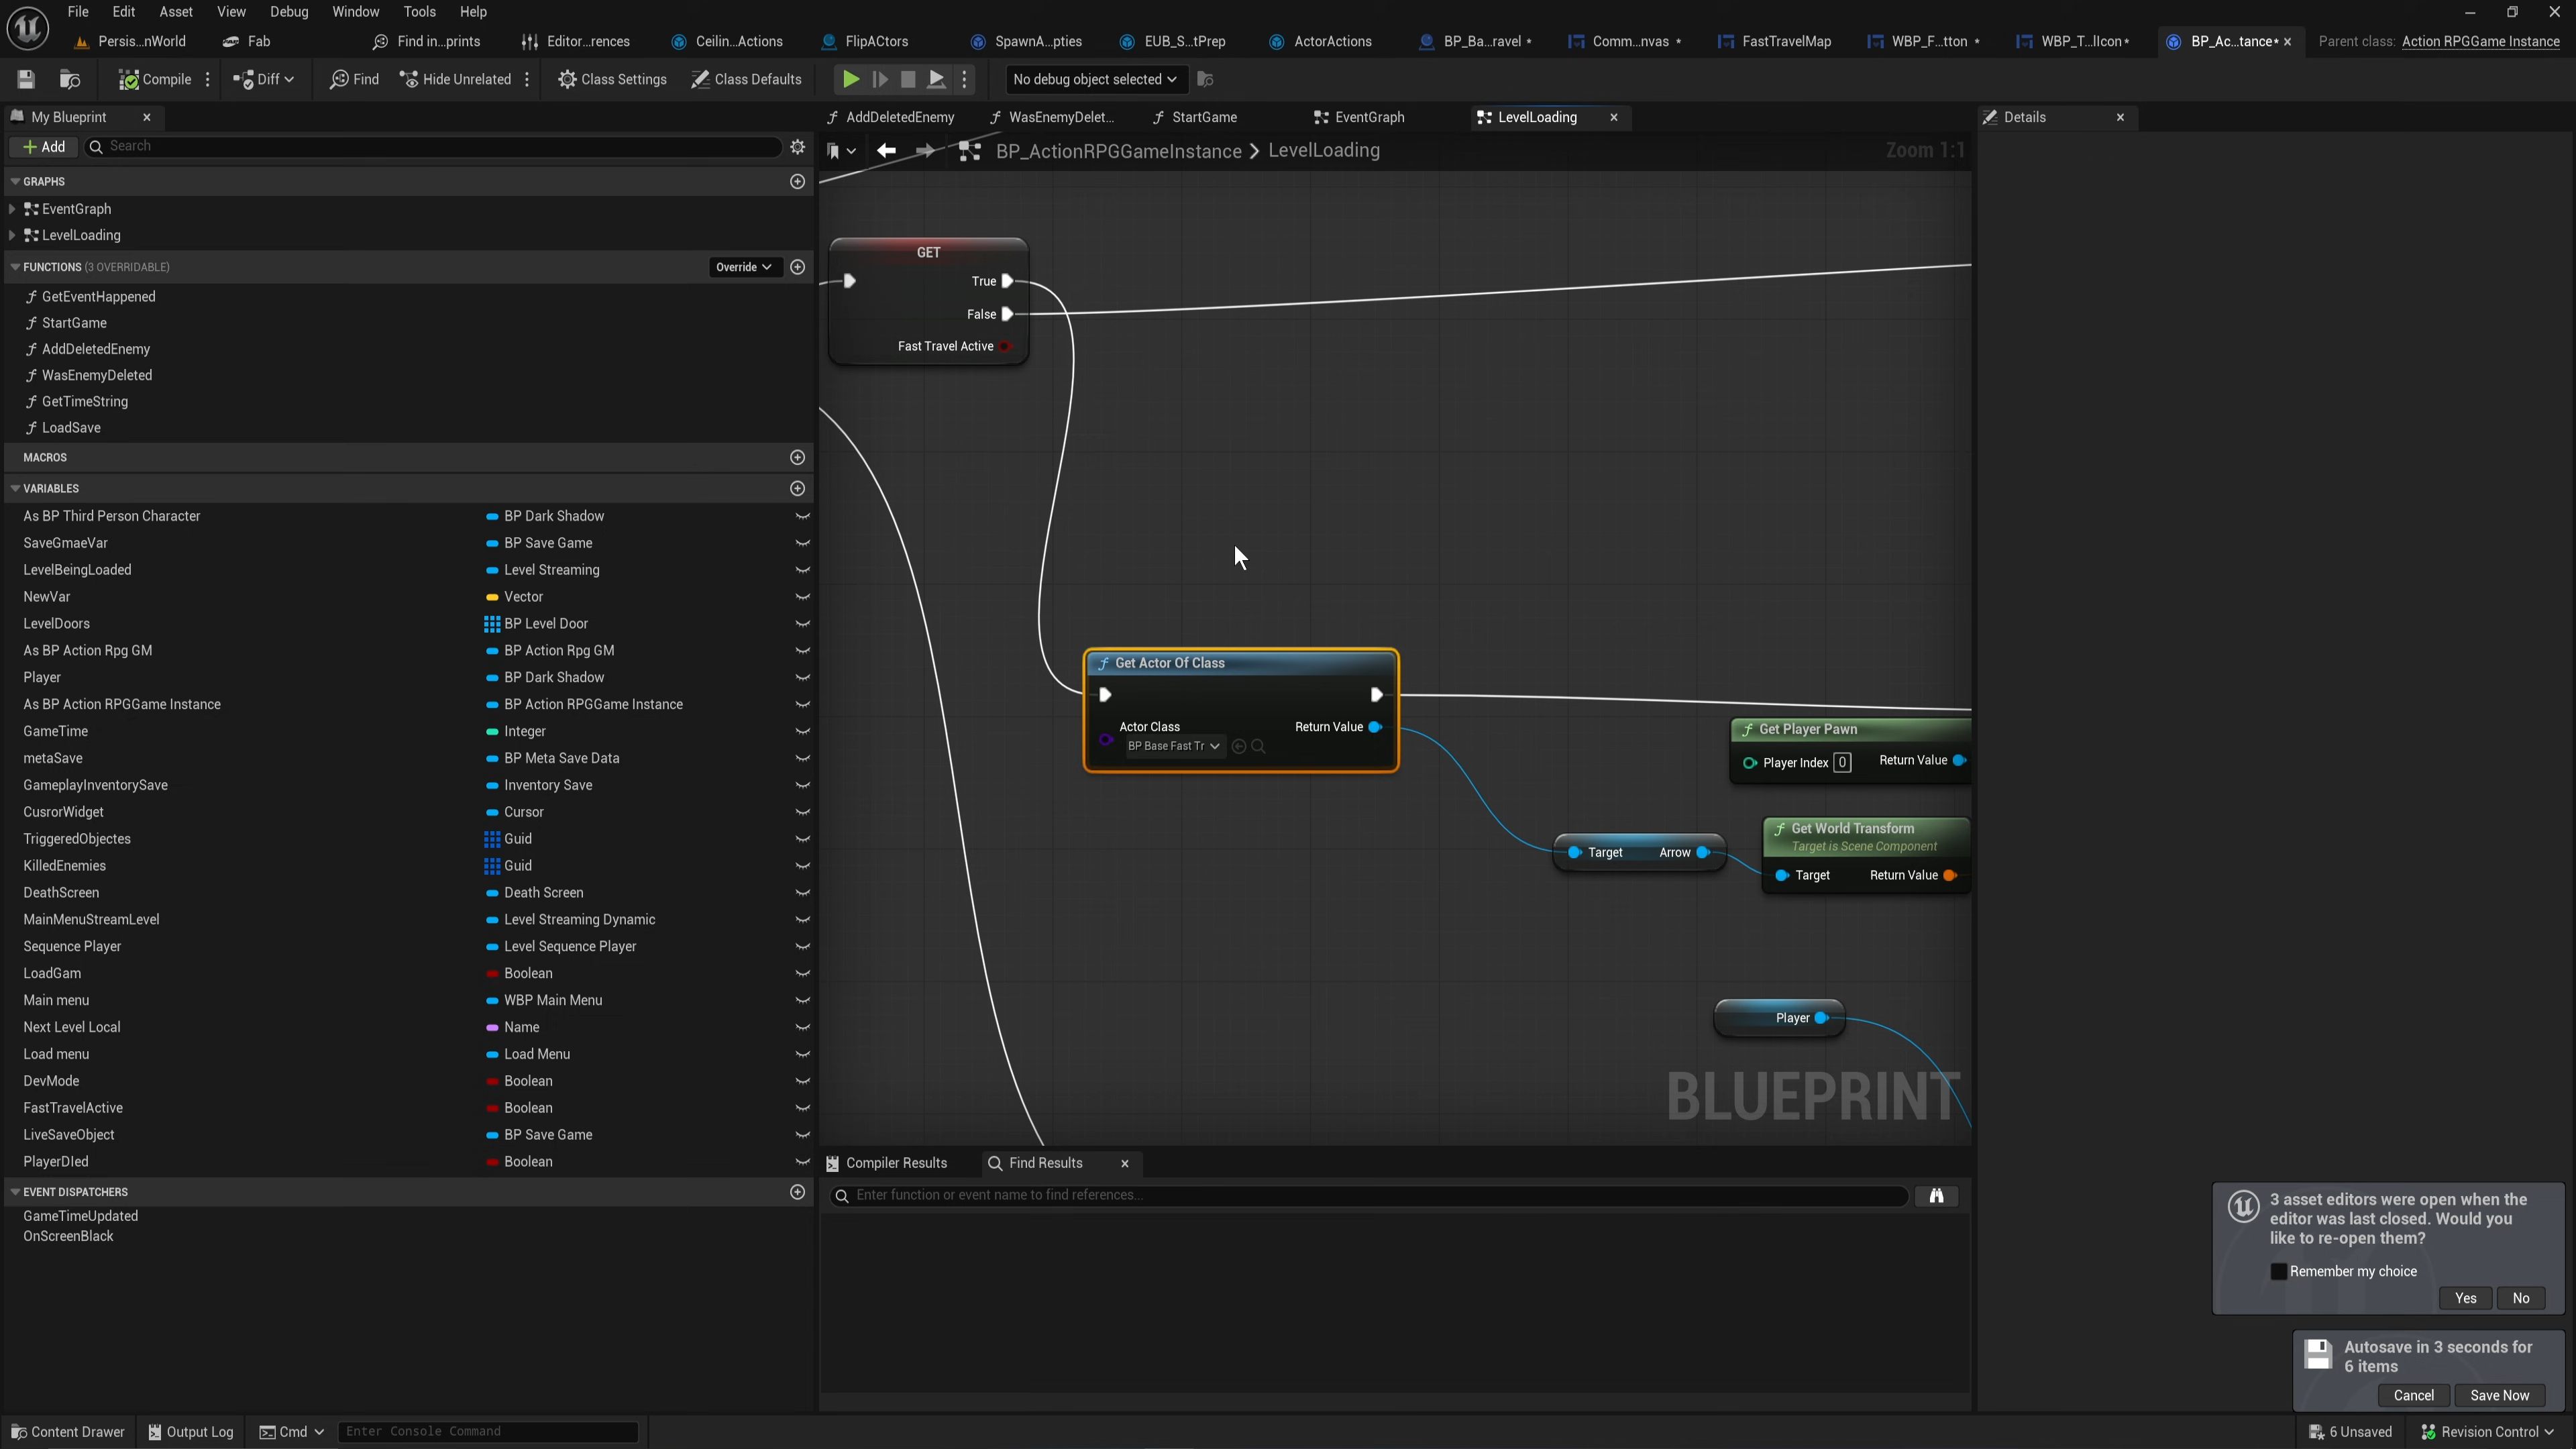 File Edit Asset View Debug Window Tools Help
Persis...nWorld Fab Find in...prints Editor...rences Ceilin...Actions FlipACtors SpawnA...pties EUB_S...tPrep ActorActions BP_Ba...ravel * Comm...nvas * FastTravelMap WBP_F...tton * WBP_T...lIcon* BP_Ac...tance* Parent class: Action RPGGame Instance
Compile Diff Find Hide Unrelated Class Settings Class Defaults No debug object selected
My Blueprint
Add Search
GRAPHS
EventGraph
LevelLoading
FUNCTIONS (3 OVERRIDABLE) Override
GetEventHappened
StartGame
AddDeletedEnemy
WasEnemyDeleted
GetTimeString
LoadSave
MACROS
VARIABLES
As BP Third Person Character BP Dark Shadow
SaveGmaeVar BP Save Game
LevelBeingLoaded Level Streaming
NewVar Vector
LevelDoors BP Level Door
As BP Action Rpg GM BP Action Rpg GM
Player BP Dark Shadow
As BP Action RPGGame Instance BP Action RPGGame Instance
GameTime Integer
metaSave BP Meta Save Data
GameplayInventorySave Inventory Save
CusrorWidget Cursor
TriggeredObjectes Guid
KilledEnemies Guid
DeathScreen Death Screen
MainMenuStreamLevel Level Streaming Dynamic
Sequence Player Level Sequence Player
LoadGam Boolean
Main menu WBP Main Menu
Next Level Local Name
Load menu Load Menu
DevMode Boolean
FastTravelActive Boolean
LiveSaveObject BP Save Game
PlayerDIed Boolean
EVENT DISPATCHERS
GameTimeUpdated
OnScreenBlack
AddDeletedEnemy WasEnemyDelet... StartGame EventGraph LevelLoading
BP_ActionRPGGameInstance > LevelLoading Zoom 1:1
GET
True
False
Fast Travel Active
Get Actor Of Class
Actor Class Return Value
BP Base Fast Tr
Get Player Pawn
Player Index 0 Return Value
Target Arrow
Get World Transform
Target is Scene Component
Target Return Value
Player
BLUEPRINT
Compiler Results Find Results
Enter function or event name to find references...
Details
3 asset editors were open when the
editor was last closed. Would you
like to re-open them?
Remember my choice
Yes No
Autosave in 3 seconds for
6 items
Cancel Save Now
Content Drawer Output Log Cmd Enter Console Command 6 Unsaved Revision Control